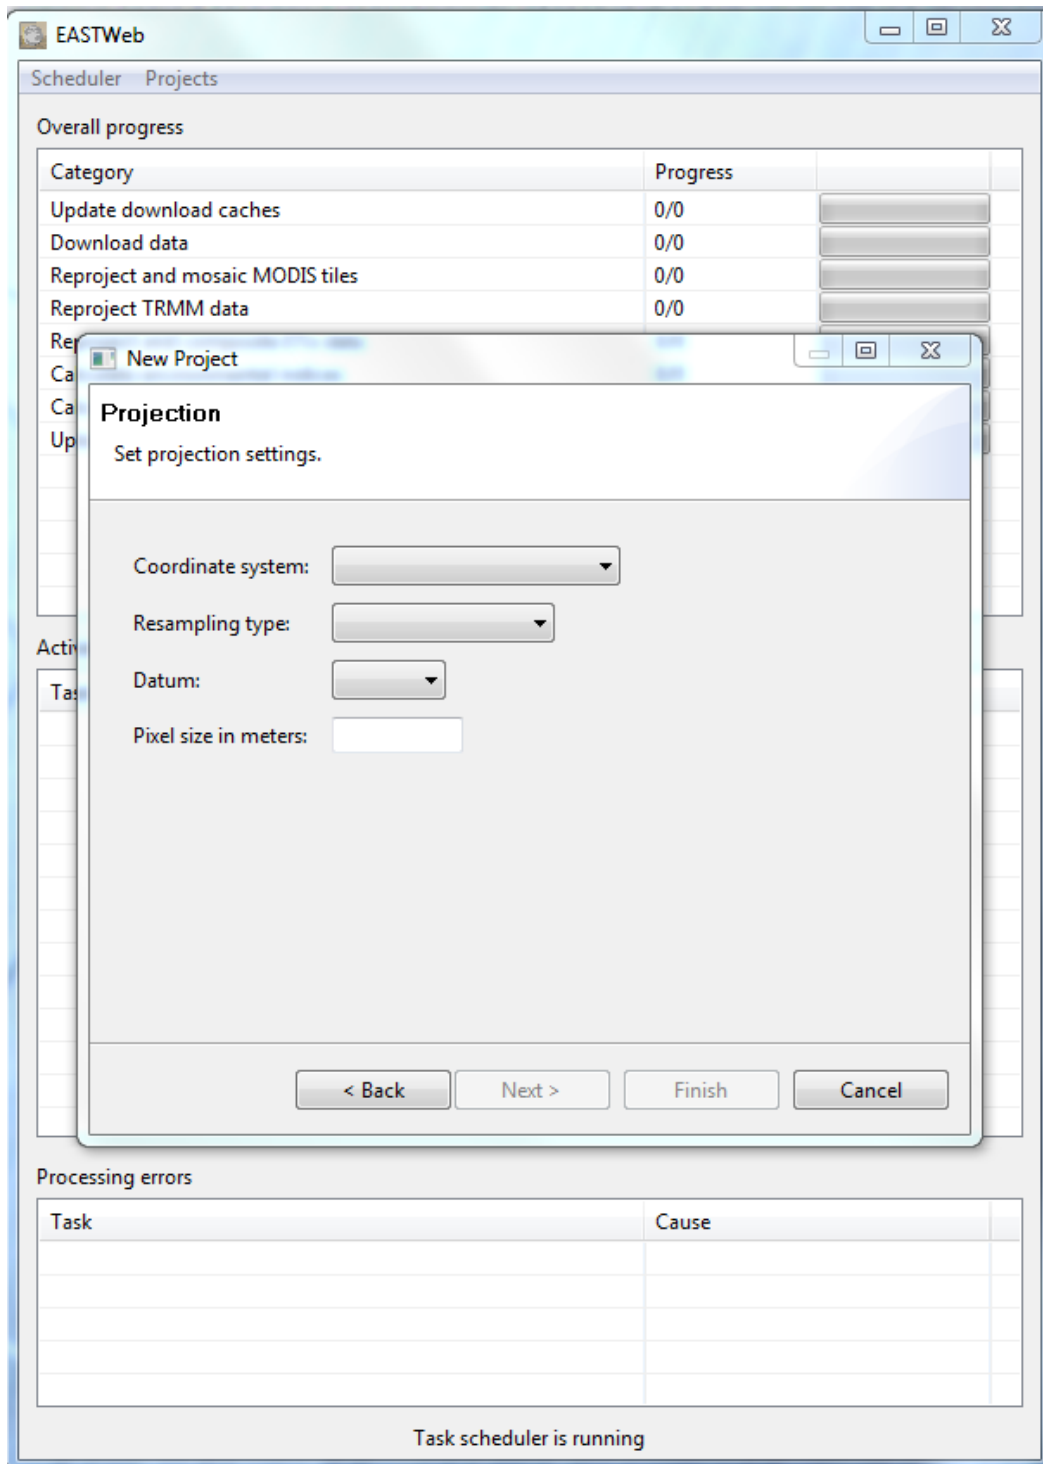 EASTWeb
Scheduler Projects
Overall progress
Category Progress
Update download caches 0/0
Download data 0/0
Reproject and mosaic MODIS tiles 0/0
Reproject TRMM data 0/0
New Project
Projection
Set projection settings.
Coordinate system:
Resampling type:
Datum:
Pixel size in meters:
< Back Next > Finish Cancel
Processing errors
Task Cause
Task scheduler is running